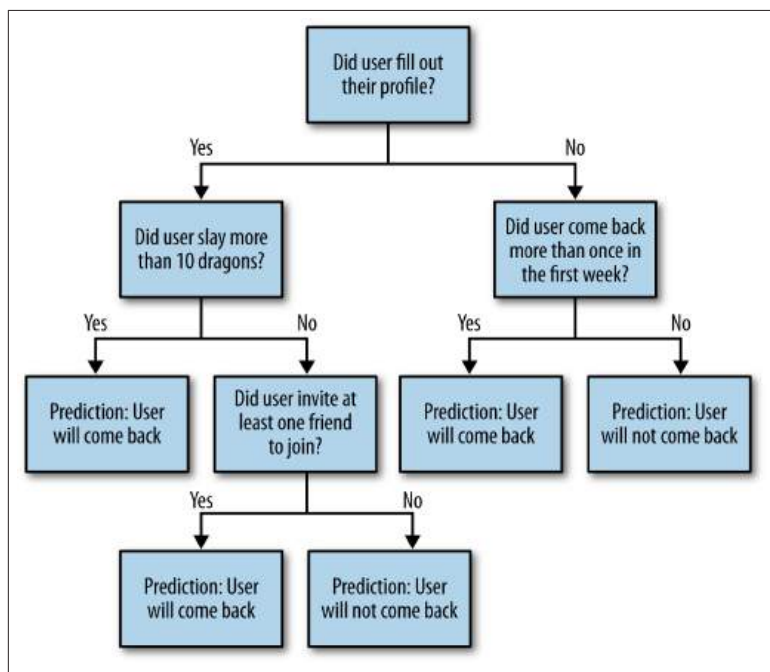 Did user fill out
their profile?
Yes
No
Did user slay more
than 10 dragons?
Did user come back
more than once in
the first week?
Yes
No
Yes
No
Prediction: User
will come back
Did user invite at
least one friend
to join?
Prediction: User
will come back
Prediction: User
will not come back
Yes
No
Prediction: User
will come back
Prediction: User
will not come back